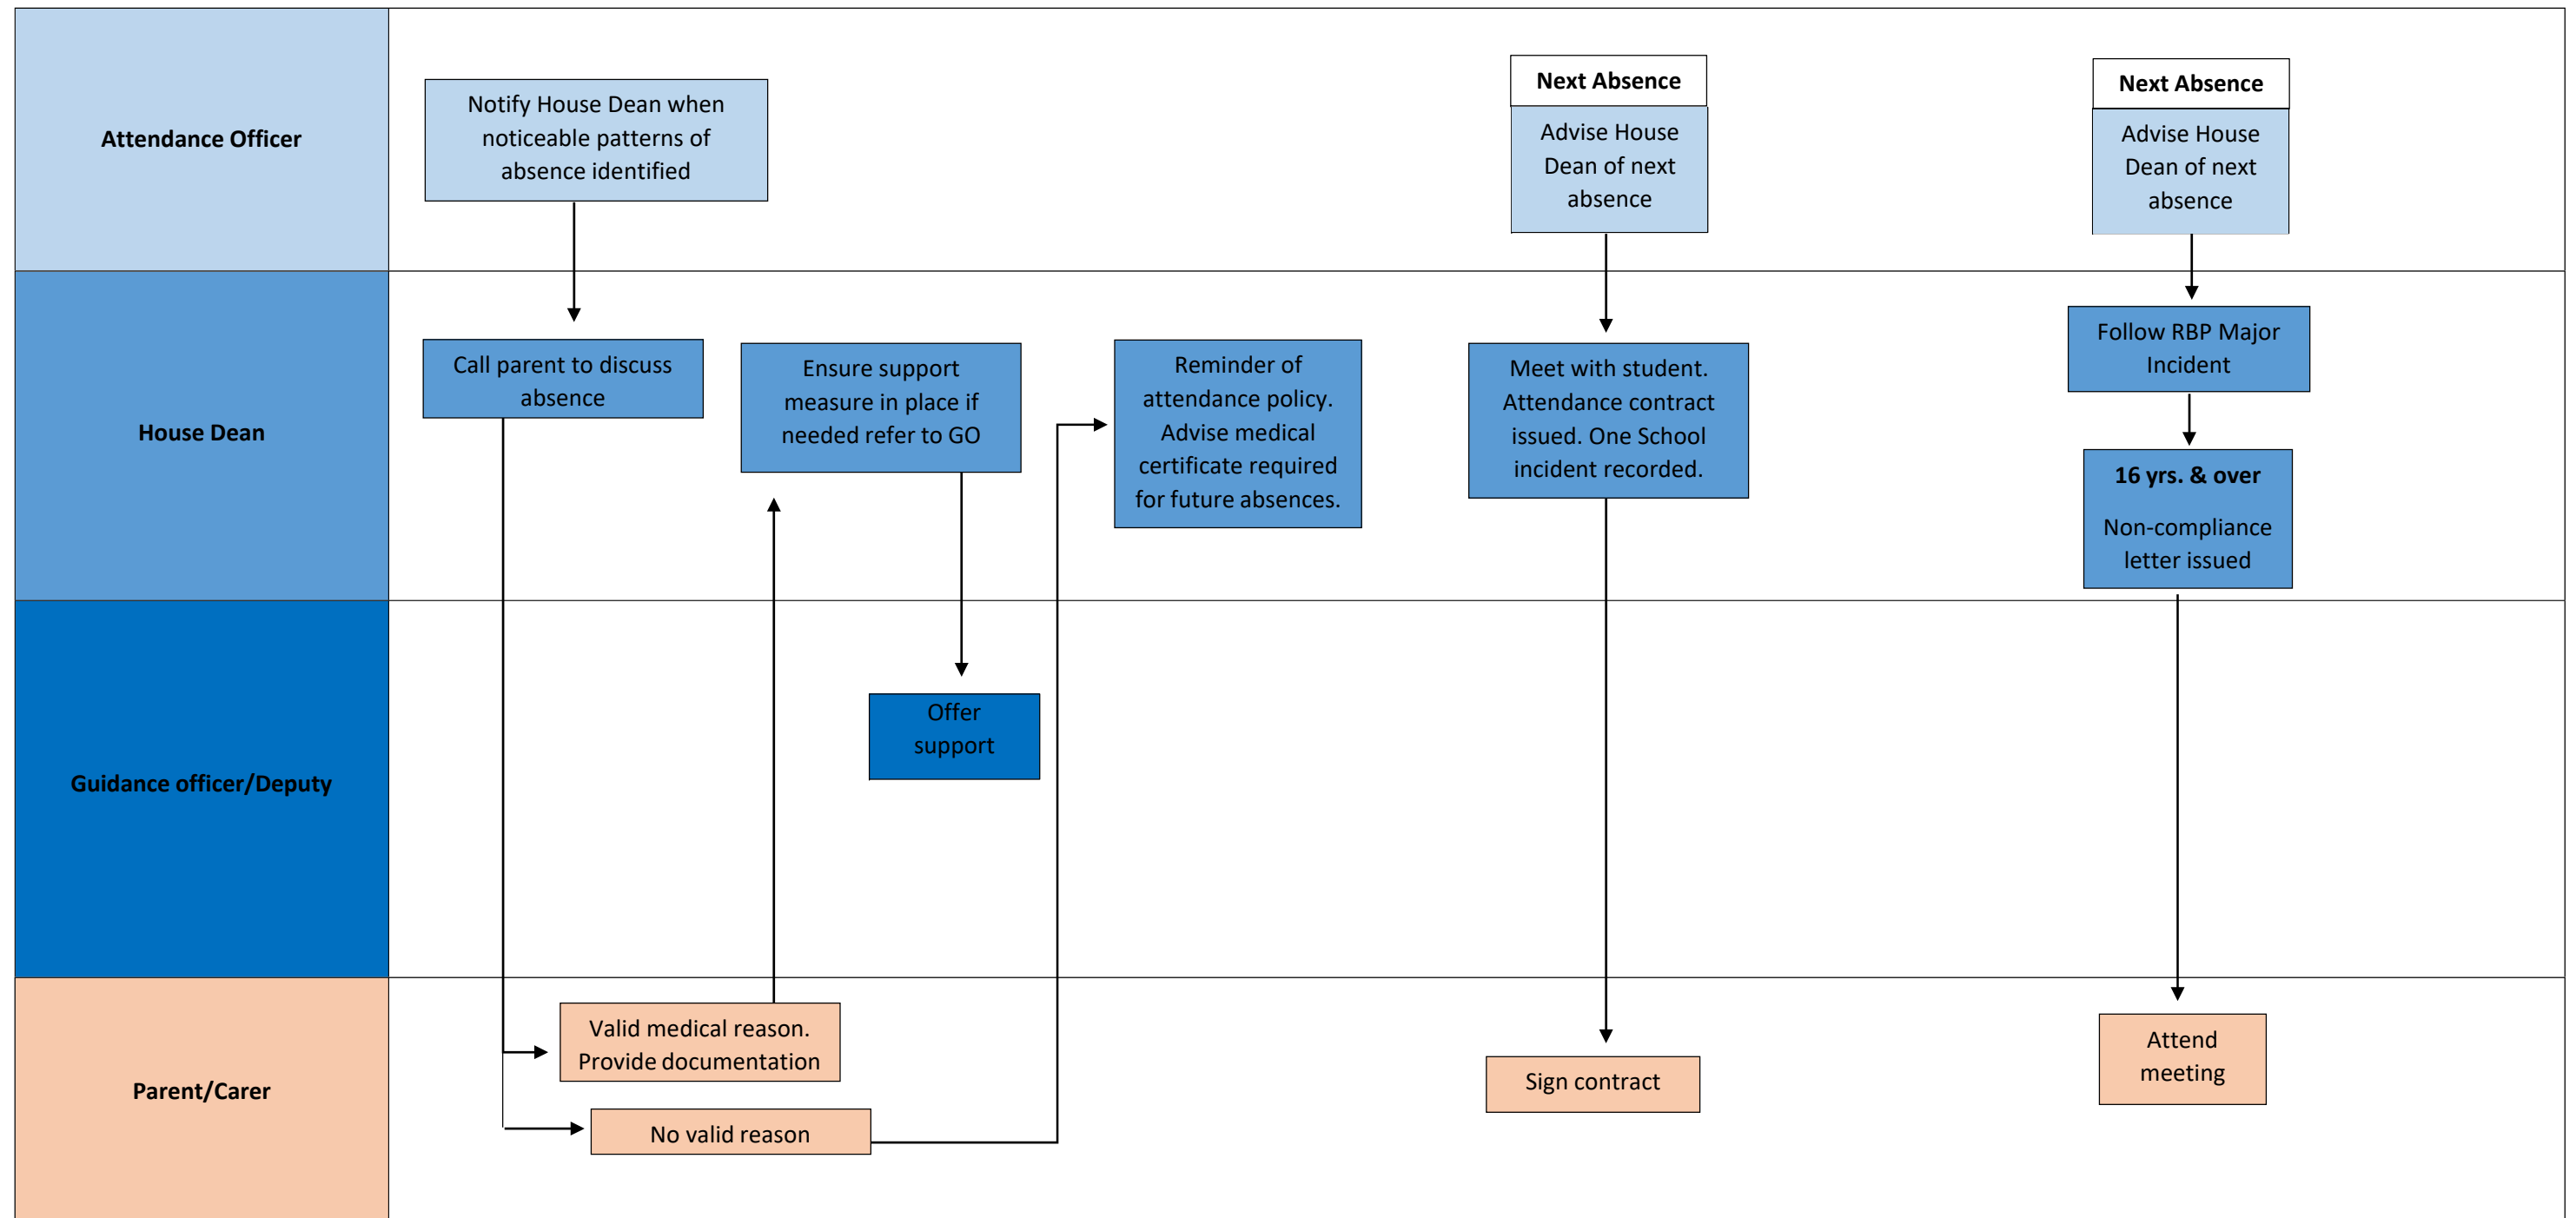 Attendance Officer
Notify House Dean when
noticeable patterns of
absence identified
Next Absence
Advise House
Dean of next
absence
Next Absence
Advise House
Dean of next
absence
House Dean
Call parent to discuss
absence
Ensure support
measure in place if
needed refer to GO
Reminder of
attendance policy.
Advise medical
certificate required
for future absences.
Meet with student.
Attendance contract
issued. One School
incident recorded.
Follow RBP Major
Incident
16 yrs. & over
Non-compliance
letter issued
Guidance officer/Deputy
Offer
support
Parent/Carer
Valid medical reason.
Provide documentation
No valid reason
Sign contract
Attend
meeting